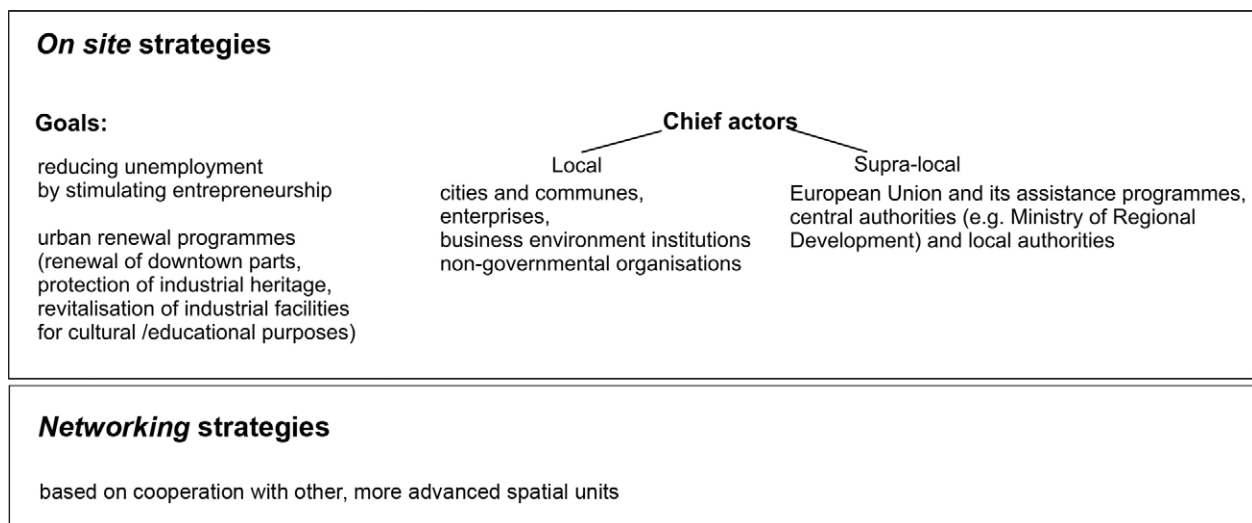 On site strategies
Goals:
reducing unemployment
by stimulating entrepreneurship
urban renewal programmes
(renewal of downtown parts,
protection of industrial heritage,
revitalisation of industrial facilities
for cultural /educational purposes)
Chief actors
Local
cities and communes,
enterprises,
business environment institutions
non-governmental organisations
Supra-local
European Union and its assistance programmes,
central authorities (e.g. Ministry of Regional
Development) and local authorities
Networking strategies
based on cooperation with other, more advanced spatial units